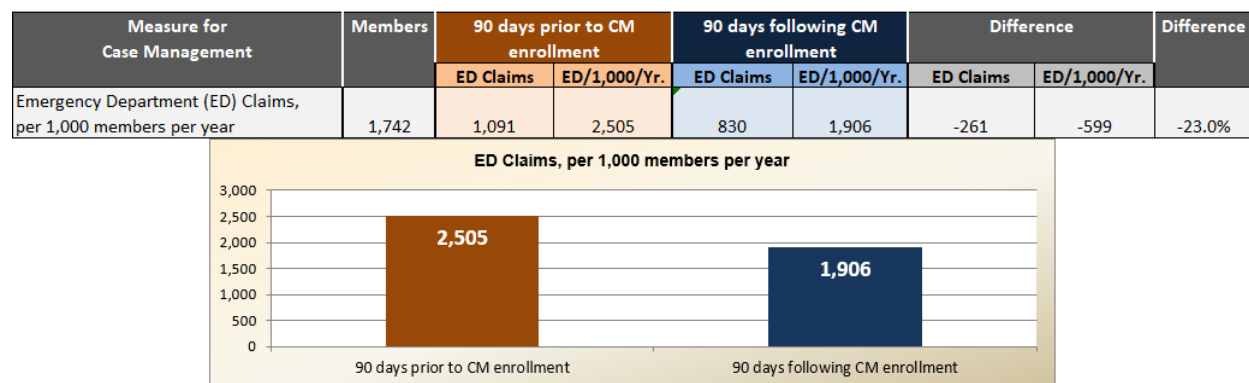 Measure for
Case Management
Members
90 days prior to CM
enrollment
90 days following CM
enrollment
Difference
Difference
ED Claims
ED/1,000/Yr.
ED Claims
ED/1,000/Yr.
ED Claims
ED/1,000/Yr.
Emergency Department (ED) Claims,
per 1,000 members per year
1,742
1,091
2,505
830
1,906
-261
-599
-23.0%
ED Claims, per 1,000 members per year
3,000
2,500
2,000
1,500
1,000
500
0
2,505
1,906
90 days prior to CM enrollment
90 days following CM enrollment